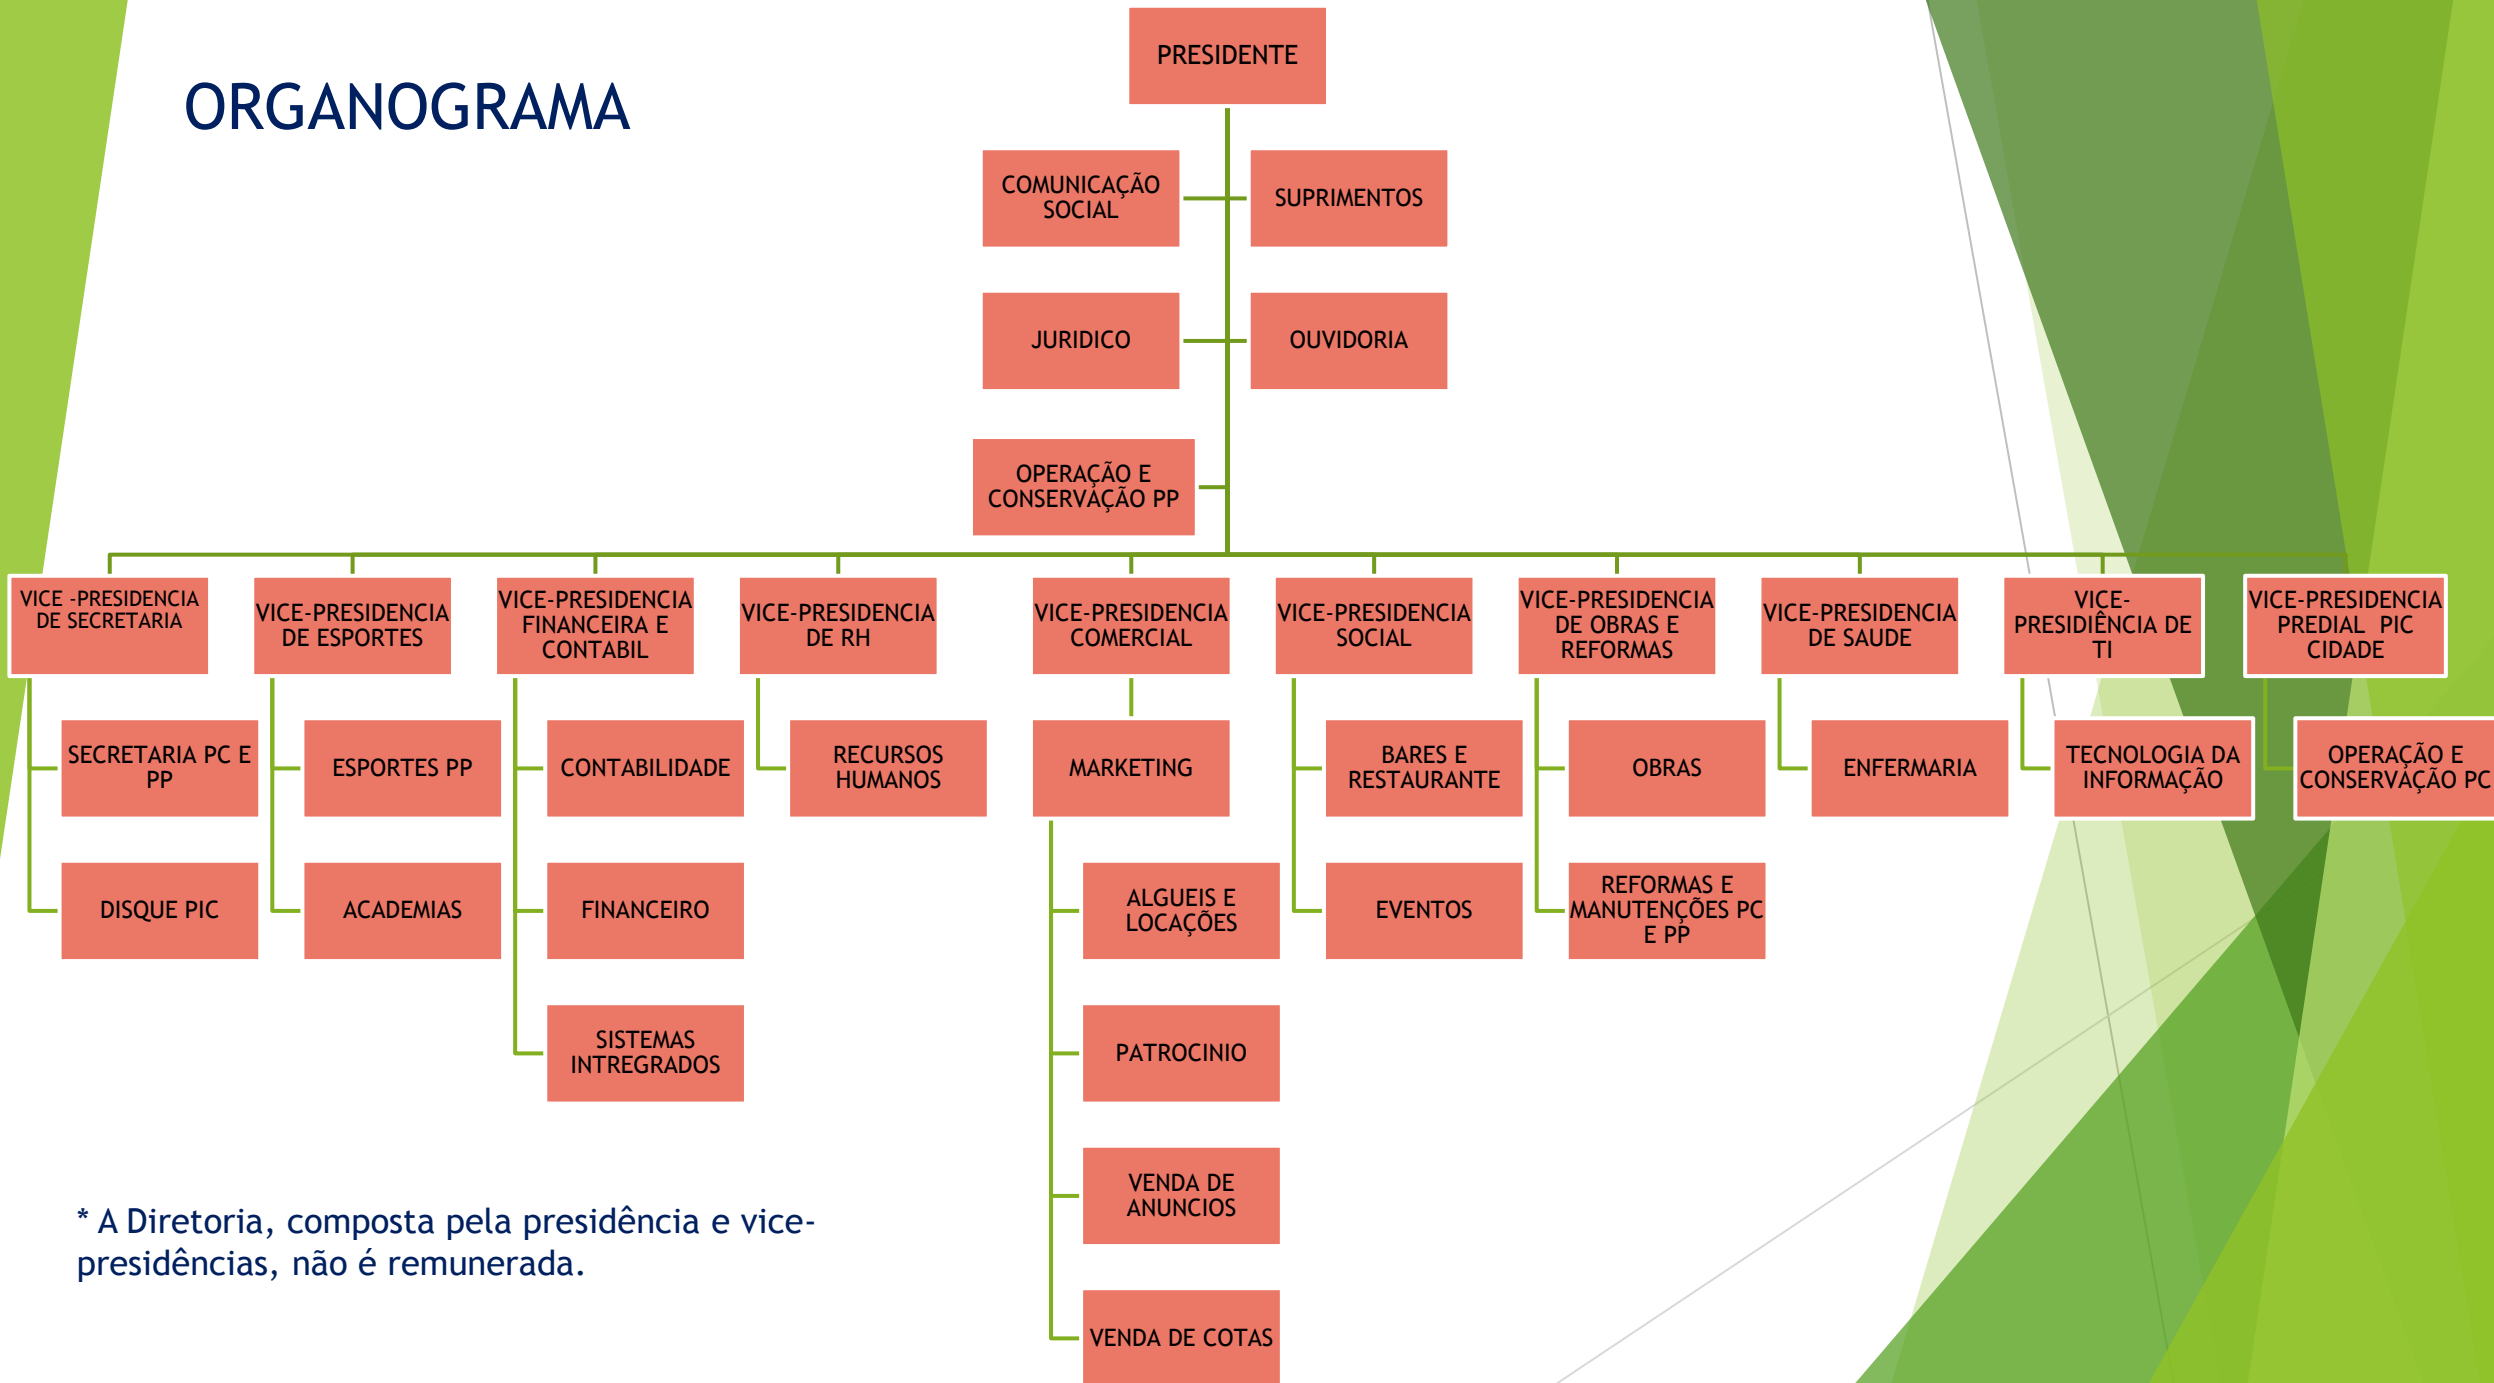 ORGANOGRAMA
PRESIDENTE
COMUNICAÇÃO
SOCIAL
SUPRIMENTOS
JURIDICO
OUVIDORIA
OPERAÇÃO E
CONSERVAÇÃO PP
VICE -PRESIDENCIA
DE SECRETARIA
VICE-PRESIDENCIA
DE ESPORTES
VICE-PRESIDENCIA
FINANCEIRA E
CONTABIL
VICE-PRESIDENCIA
DE RH
VICE-PRESIDENCIA
COMERCIAL
VICE-PRESIDENCIA
SOCIAL
VICE-PRESIDENCIA
DE OBRAS E
REFORMAS
VICE-PRESIDENCIA
DE SAUDE
VICE-
PRESIDIÊNCIA DE
TI
VICE-PRESIDENCIA
PREDIAL PIC
CIDADE
SECRETARIA PC E
PP
ESPORTES PP
CONTABILIDADE
RECURSOS
HUMANOS
MARKETING
BARES E
RESTAURANTE
OBRAS
ENFERMARIA
TECNOLOGIA DA
INFORMAÇÃO
OPERAÇÃO E
CONSERVAÇÃO PC
DISQUE PIC
ACADEMIAS
FINANCEIRO
ALGUEIS E
LOCAÇÕES
EVENTOS
REFORMAS E
MANUTENÇÕES PC
E PP
SISTEMAS
INTREGRADOS
PATROCINIO
VENDA DE
ANUNCIOS
VENDA DE COTAS
* A Diretoria, composta pela presidência e vice-
presidências, não é remunerada.